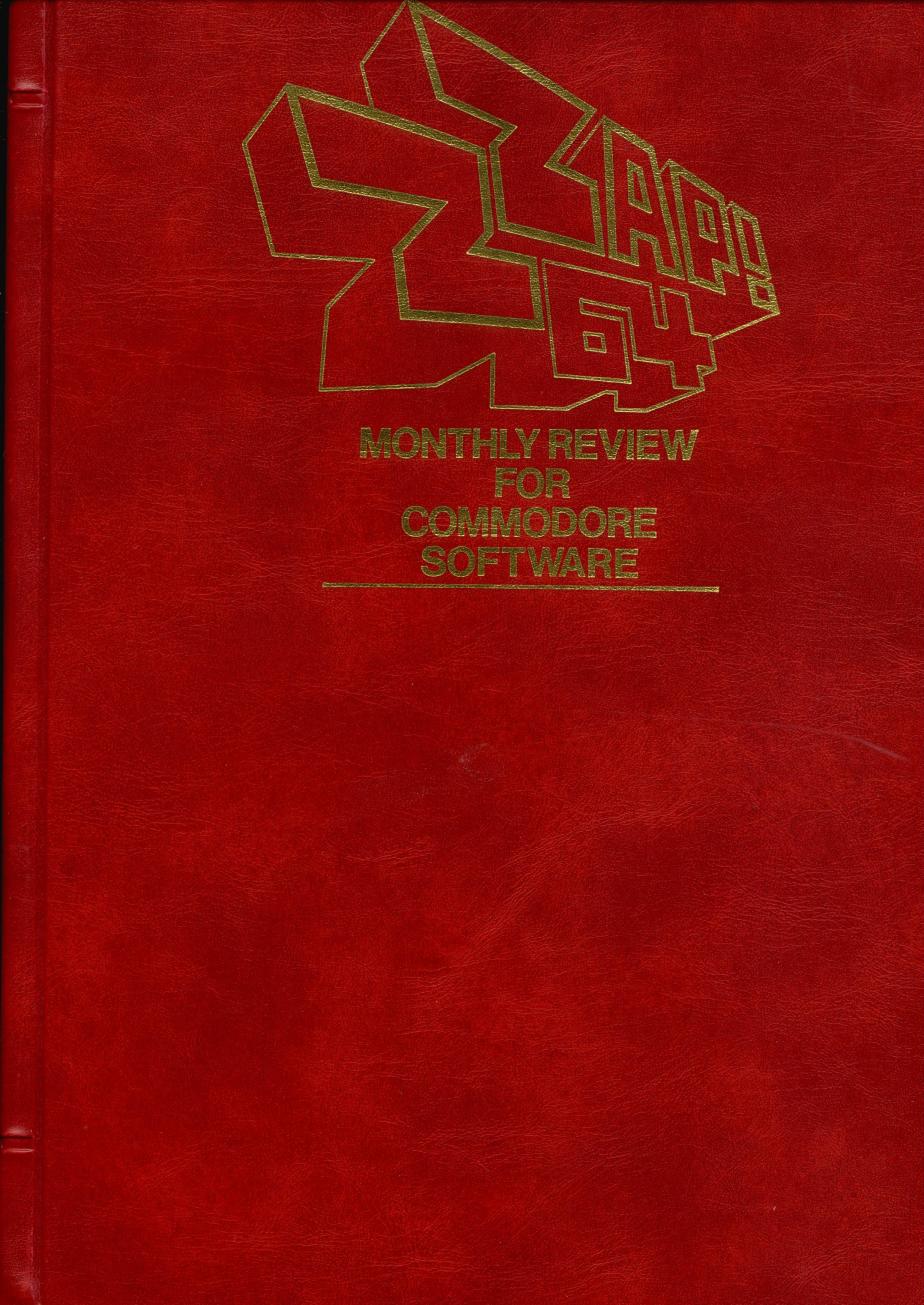 ZZAP!
64
MONTHLY REVIEW
FOR
COMMODORE
SOFTWARE